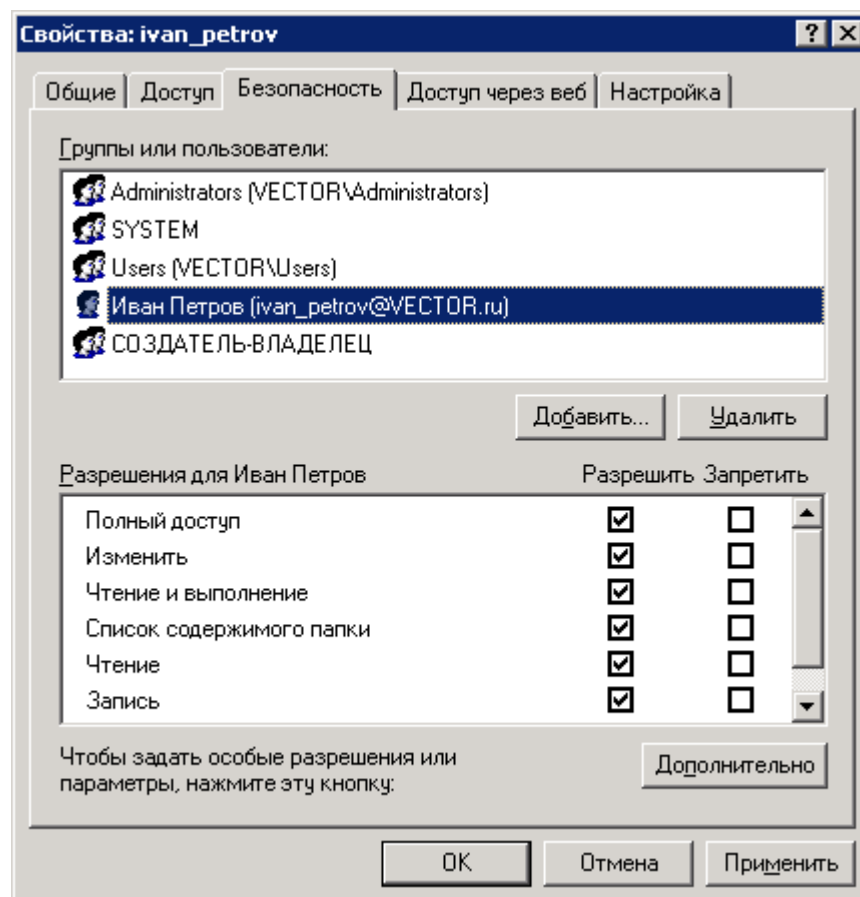 Свойства: ivan_petrov
Общие Доступ Безопасность Доступ через веб Настройка
Группы или пользователи:
Administrators (VECTOR\Administrators)
SYSTEM
Users (VECTOR\Users)
Иван Петров (ivan_petrov@VECTOR.ru)
СОЗДАТЕЛЬ-ВЛАДЕЛЕЦ
Добавить... Удалить
Разрешения для Иван Петров Разрешить Запретить
Полный доступ
Изменить
Чтение и выполнение
Список содержимого папки
Чтение
Запись
Чтобы задать особые разрешения или
параметры, нажмите эту кнопку:
Дополнительно
OK Отмена Применить